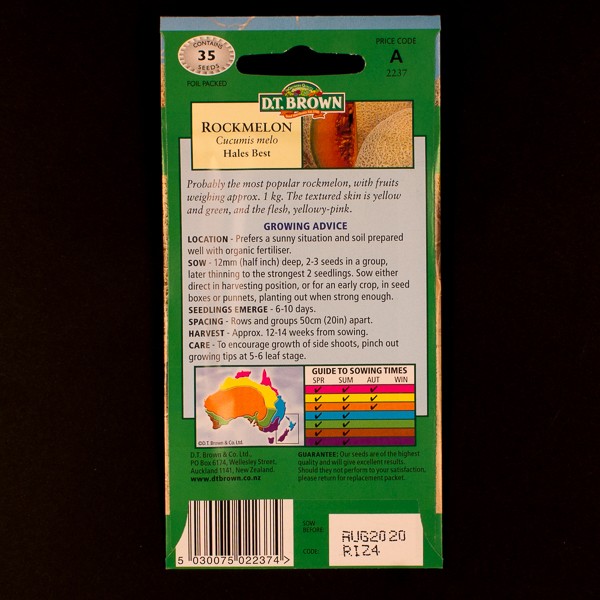 CONTAINS
35
SEEDS
FOIL PACKED
PRICE CODE
A
2237
D.T. BROWN
ROCKMELON
Cucumis melo
Hales Best
Probably the most popular rockmelon, with fruits
weighing approx. 1 kg. The textured skin is yellow
and green, and the flesh, yellowy-pink.
GROWING ADVICE
LOCATION - Prefers a sunny situation and soil prepared
well with organic fertiliser.
SOW - 12mm (half inch) deep, 2-3 seeds in a group,
later thinning to the strongest 2 seedlings. Sow either
direct in harvesting position, or for an early crop, in seed
boxes or punnets, planting out when strong enough.
SEEDLINGS EMERGE - 6-10 days.
SPACING - Rows and groups 50cm (20in) apart.
HARVEST - Approx. 12-14 weeks from sowing.
CARE - To encourage growth of side shoots, pinch out
growing tips at 5-6 leaf stage.
GUIDE TO SOWING TIMES
SPR SUM AUT WIN
©D.T. Brown & Co Ltd.
D.T. Brown & Co Ltd.,
PO Box 6174, Wellesley Street,
Auckland 1141, New Zealand.
www.dtbrown.co.nz
GUARANTEE: Our seeds are of the highest
quality and will give excellent results.
Should they not perform to your satisfaction,
please return for replacement packet.
SOW
BEFORE:
AUG2020
CODE:
RIZ4
5 030075 022374 >